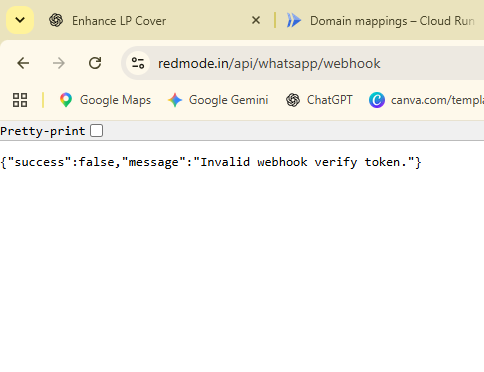 Enhance LP Cover
Domain mappings – Cloud Run
redmode.in/api/whatsapp/webhook
Google Maps
Google Gemini
ChatGPT
canva.com/templa
Pretty-print
{"success":false,"message":"Invalid webhook verify token."}